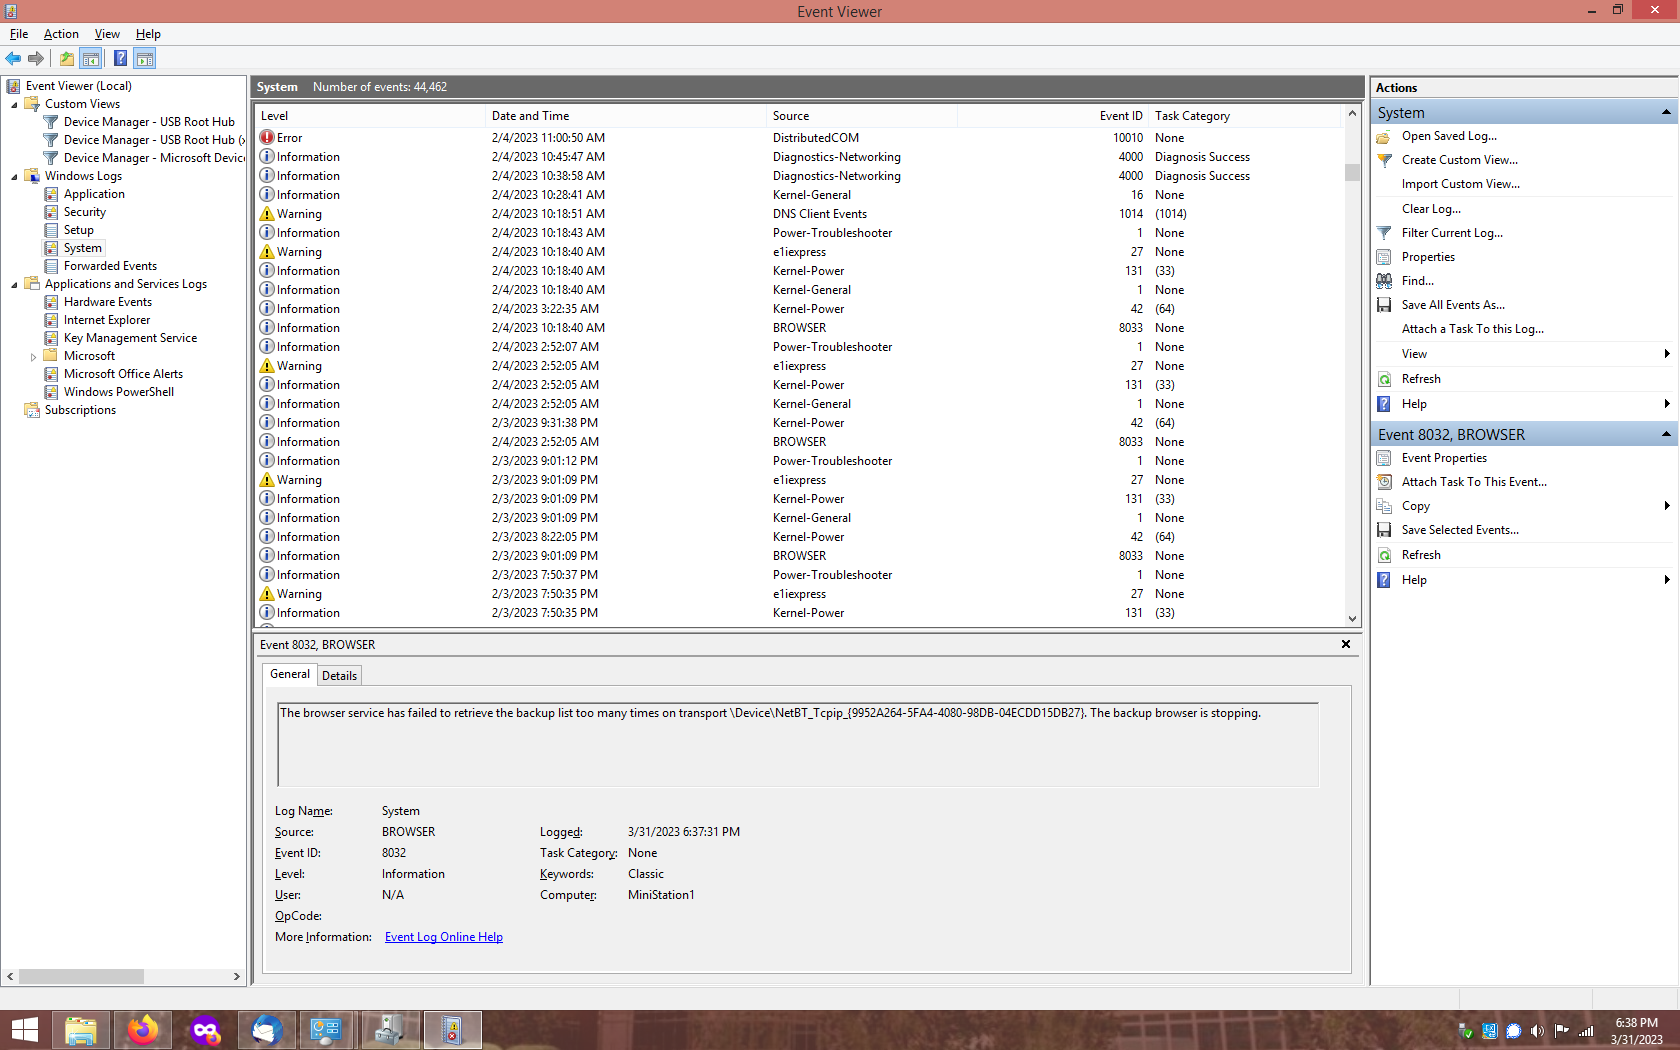 Event Viewer
File Action View Help
Event Viewer (Local)
Custom Views
Device Manager - USB Root Hub
Device Manager - USB Root Hub (x
Device Manager - Microsoft Device
Windows Logs
Application
Security
Setup
System
Forwarded Events
Applications and Services Logs
Hardware Events
Internet Explorer
Key Management Service
Microsoft
Microsoft Office Alerts
Windows PowerShell
Subscriptions
System Number of events: 44,462
Level Date and Time Source Event ID Task Category
Error 2/4/2023 11:00:50 AM DistributedCOM 10010 None
Information 2/4/2023 10:45:47 AM Diagnostics-Networking 4000 Diagnosis Success
Information 2/4/2023 10:38:58 AM Diagnostics-Networking 4000 Diagnosis Success
Information 2/4/2023 10:28:41 AM Kernel-General 16 None
Warning 2/4/2023 10:18:51 AM DNS Client Events 1014 (1014)
Information 2/4/2023 10:18:43 AM Power-Troubleshooter 1 None
Warning 2/4/2023 10:18:40 AM e1iexpress 27 None
Information 2/4/2023 10:18:40 AM Kernel-Power 131 (33)
Information 2/4/2023 10:18:40 AM Kernel-General 1 None
Information 2/4/2023 3:22:35 AM Kernel-Power 42 (64)
Information 2/4/2023 10:18:40 AM BROWSER 8033 None
Information 2/4/2023 2:52:07 AM Power-Troubleshooter 1 None
Warning 2/4/2023 2:52:05 AM e1iexpress 27 None
Information 2/4/2023 2:52:05 AM Kernel-Power 131 (33)
Information 2/4/2023 2:52:05 AM Kernel-General 1 None
Information 2/3/2023 9:31:38 PM Kernel-Power 42 (64)
Information 2/4/2023 2:52:05 AM BROWSER 8033 None
Information 2/3/2023 9:01:12 PM Power-Troubleshooter 1 None
Warning 2/3/2023 9:01:09 PM e1iexpress 27 None
Information 2/3/2023 9:01:09 PM Kernel-Power 131 (33)
Information 2/3/2023 9:01:09 PM Kernel-General 1 None
Information 2/3/2023 8:22:05 PM Kernel-Power 42 (64)
Information 2/3/2023 9:01:09 PM BROWSER 8033 None
Information 2/3/2023 7:50:37 PM Power-Troubleshooter 1 None
Warning 2/3/2023 7:50:35 PM e1iexpress 27 None
Information 2/3/2023 7:50:35 PM Kernel-Power 131 (33)
Event 8032, BROWSER
General Details
The browser service has failed to retrieve the backup list too many times on transport \Device\NetBT_Tcpip_{9952A264-5FA4-4080-98DB-04ECDD15DB27}. The backup browser is stopping.
Log Name: System
Source: BROWSER Logged: 3/31/2023 6:37:31 PM
Event ID: 8032 Task Category: None
Level: Information Keywords: Classic
User: N/A Computer: MiniStation1
OpCode:
More Information: Event Log Online Help
Actions
System
Open Saved Log...
Create Custom View...
Import Custom View...
Clear Log...
Filter Current Log...
Properties
Find...
Save All Events As...
Attach a Task To this Log...
View
Refresh
Help
Event 8032, BROWSER
Event Properties
Attach Task To This Event...
Copy
Save Selected Events...
Refresh
Help
6:38 PM
3/31/2023